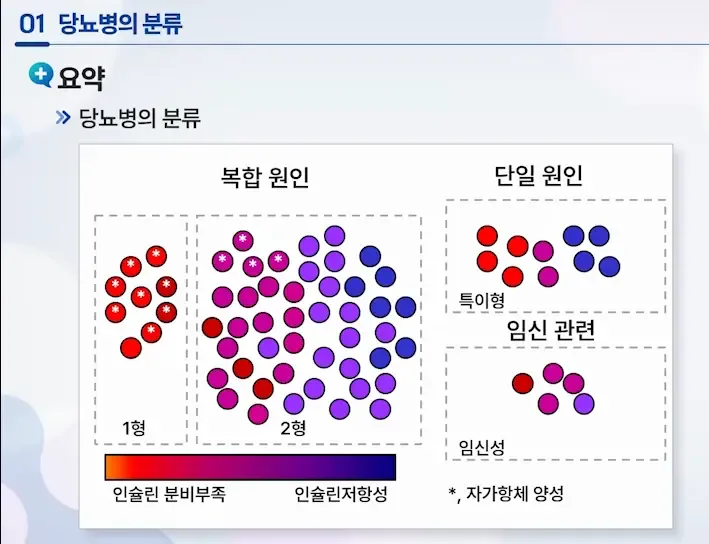 01 당뇨병의 분류
요약
당뇨병의 분류
복합 원인
단일 원인
특이형
임신 관련
1형
2형
임신성
인슐린 분비부족
인슐린저항성
*, 자가항체 양성